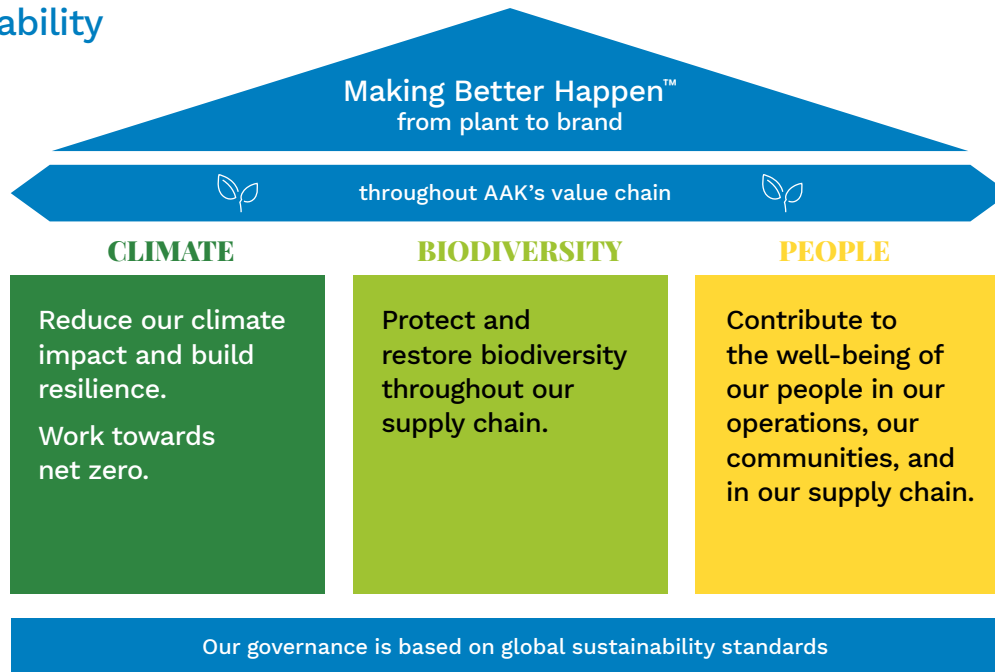 ability
Making Better Happen™
from plant to brand
throughout AAK's value chain
CLIMATE
Reduce our climate
impact and build
resilience.
Work towards
net zero.
BIODIVERSITY
Protect and
restore biodiversity
throughout our
supply chain.
PEOPLE
Contribute to
the well-being of
our people in our
operations, our
communities, and
in our supply chain.
Our governance is based on global sustainability standards